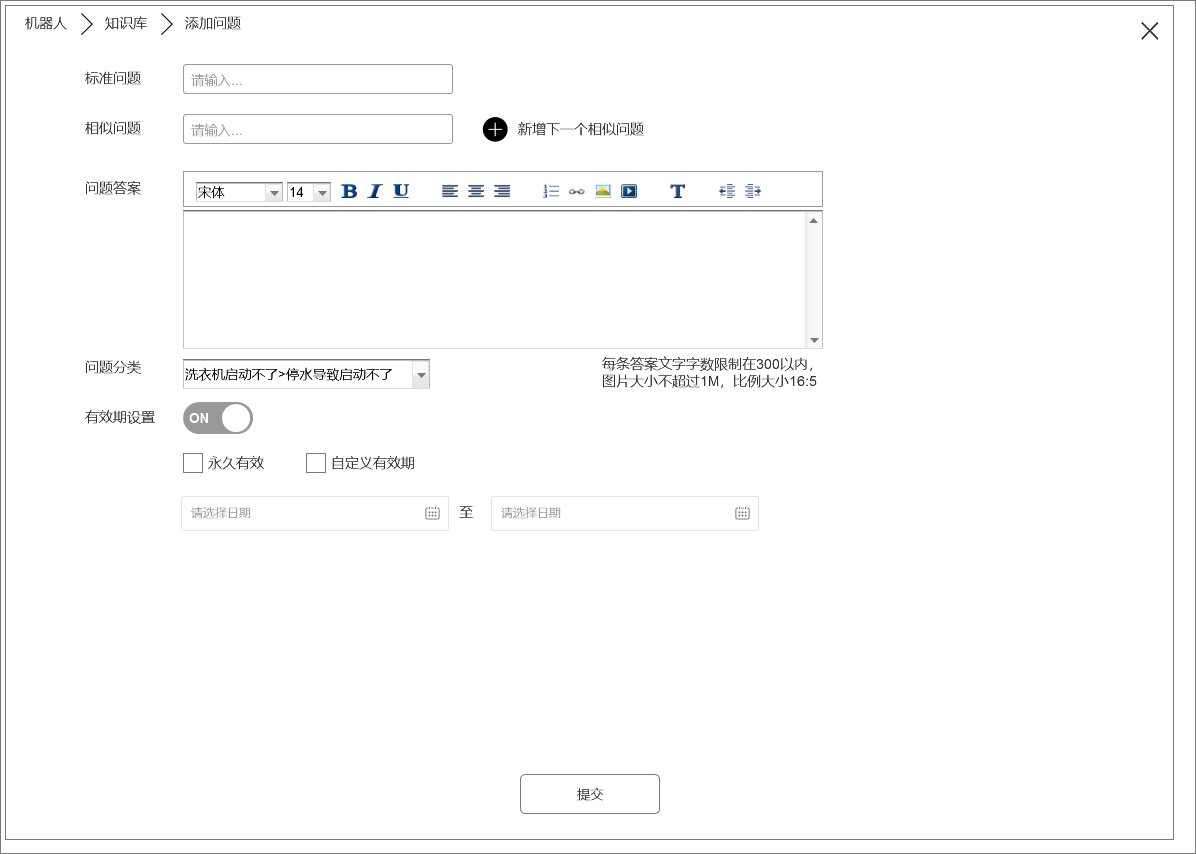 机器人 知识库 添加问题
标准问题 请输入...
相似问题 请输入... 新增下一个相似问题
问题答案 宋体 14 B I U T
问题分类 洗衣机启动不了>停水导致启动不了
每条答案文字字数限制在300以内，
图片大小不超过1M，比例大小16:5
有效期设置 ON
永久有效 自定义有效期
请选择日期 至 请选择日期
提交